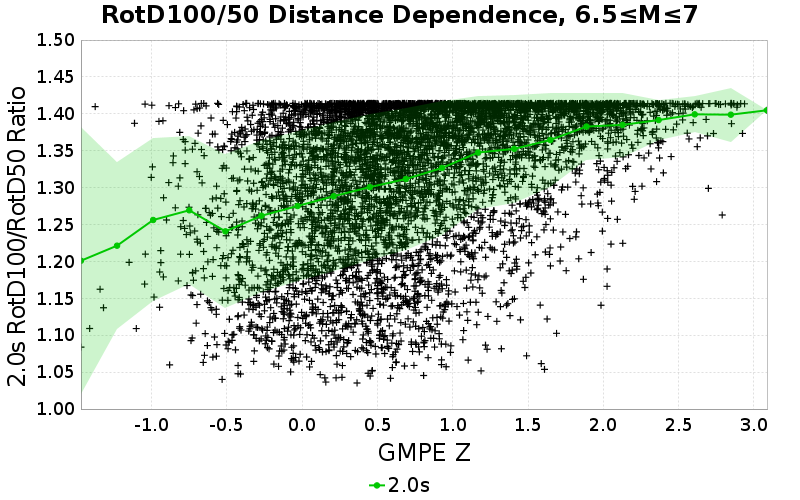 RotD100/50 Distance Dependence, 6.5≤M≤7
2.0s RotD100/RotD50 Ratio
1.50
1.45
1.40
1.35
1.30
1.25
1.20
1.15
1.10
1.05
1.00
-1.0 -0.5 0.0 0.5 1.0 1.5 2.0 2.5 3.0
GMPE Z
2.0s